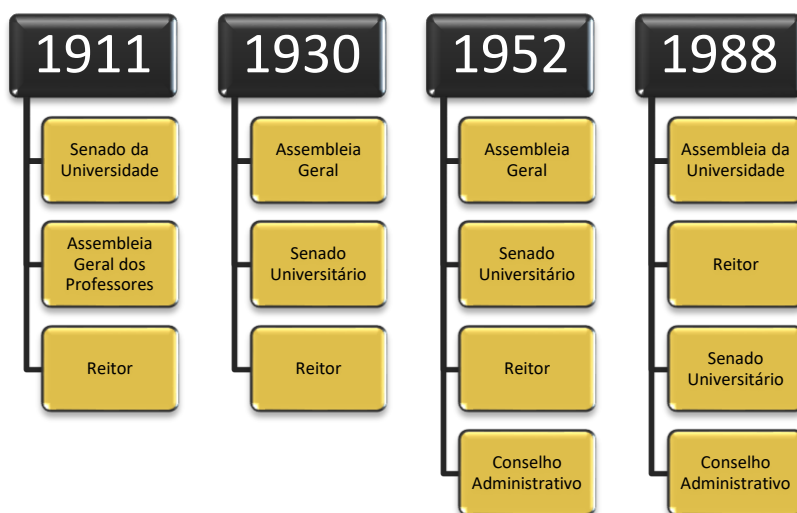 1911
Senado da
Universidade
Assembleia
Geral dos
Professores
Reitor
1930
Assembleia
Geral
Senado
Universitário
Reitor
1952
Assembleia
Geral
Senado
Universitário
Reitor
Conselho
Administrativo
1988
Assembleia da
Universidade
Reitor
Senado
Universitário
Conselho
Administrativo